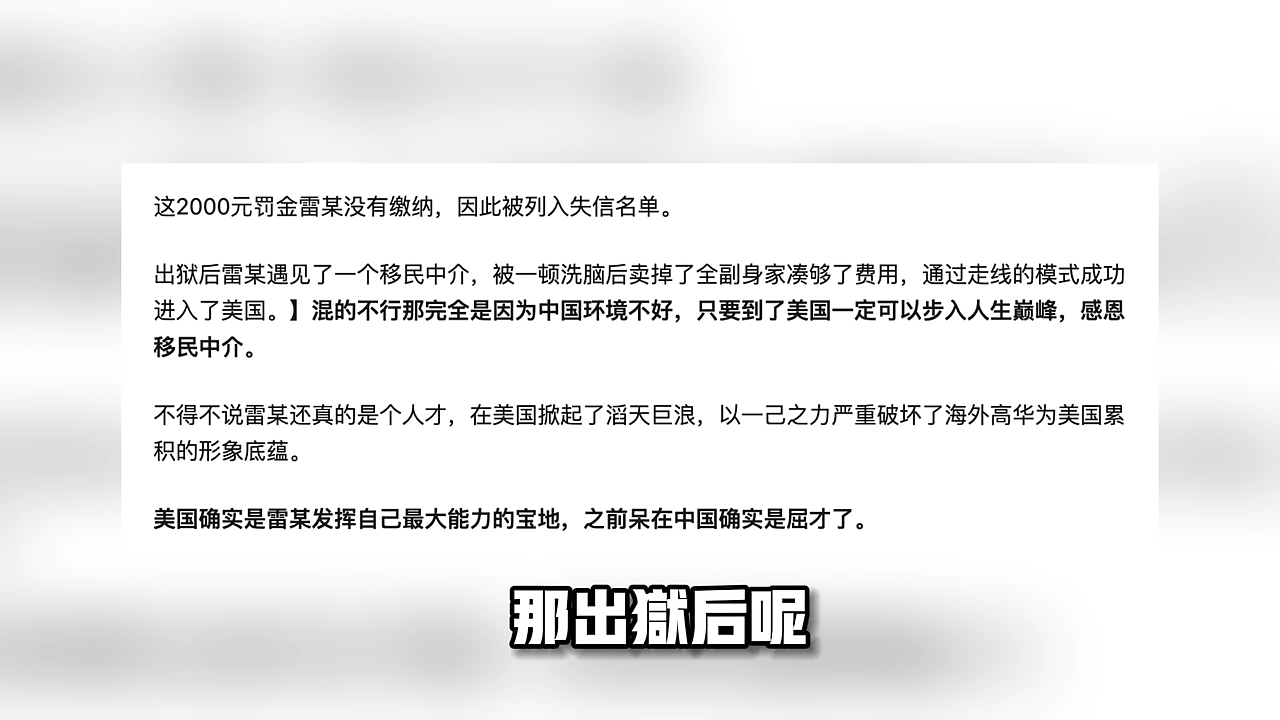 这2000元罚金雷某没有缴纳，因此被列入失信名单。
出狱后雷某遇见了一个移民中介，被一顿洗脑后卖掉了全副身家凑够了费用，通过走线的模式成功
进入了美国。】混的不行那完全是因为中国环境不好，只要到了美国一定可以步入人生巅峰，感恩
移民中介。
不得不说雷某还真的是个人才，在美国掀起了滔天巨浪，以一己之力严重破坏了海外高华为美国累
积的形象底蕴。
美国确实是雷某发挥自己最大能力的宝地，之前呆在中国确实是屈才了。
那出獄后呢